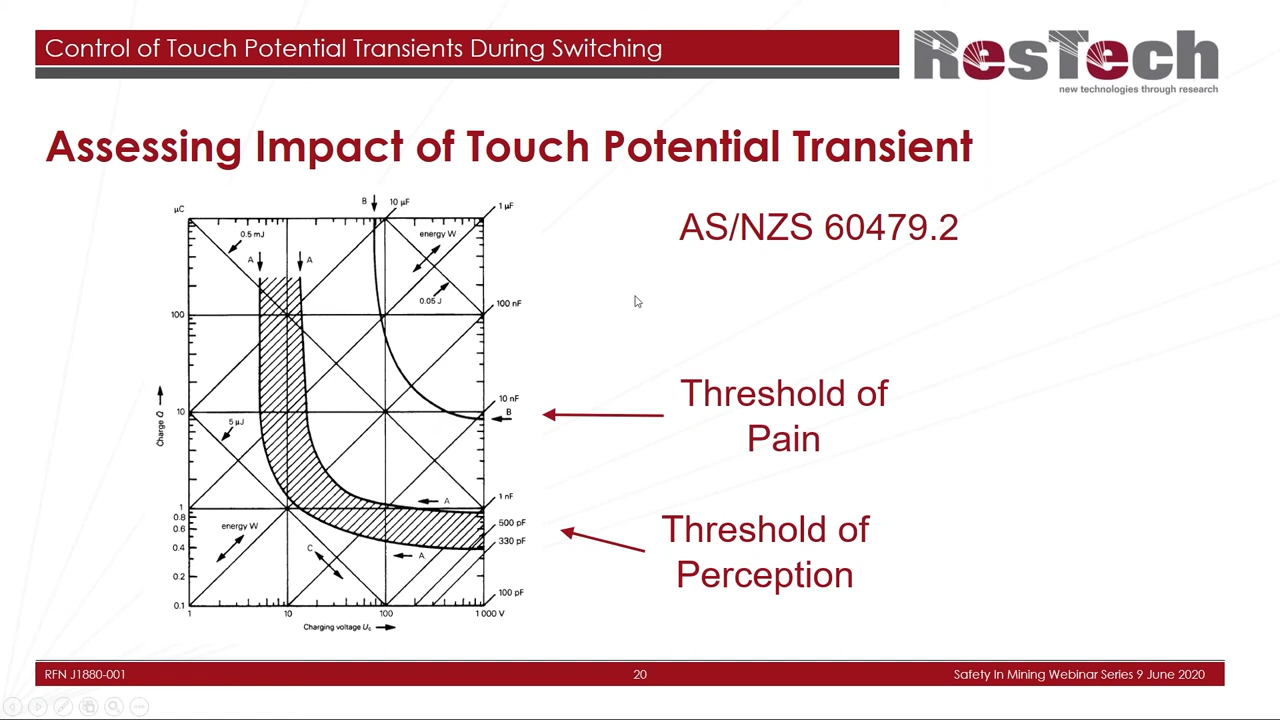 Control of Touch Potential Transients During Switching
ResTech
new technologies through research
Assessing Impact of Touch Potential Transient
AS/NZS 60479.2
µC
B
10 µF
1 µF
0.5 mJ
energy W
A
A
0.05 J
100 nF
100
10 nF
10
B
5 µJ
Charge Q
1 nF
1
A
0.8
500 pF
energy W
0.6
330 pF
0.4
C
A
0.2
100 pF
0.1
1
10
100
1 000 V
Charging voltage Uc
Threshold of
Pain
Threshold of
Perception
RFN J1880-001
20
Safety In Mining Webinar Series 9 June 2020